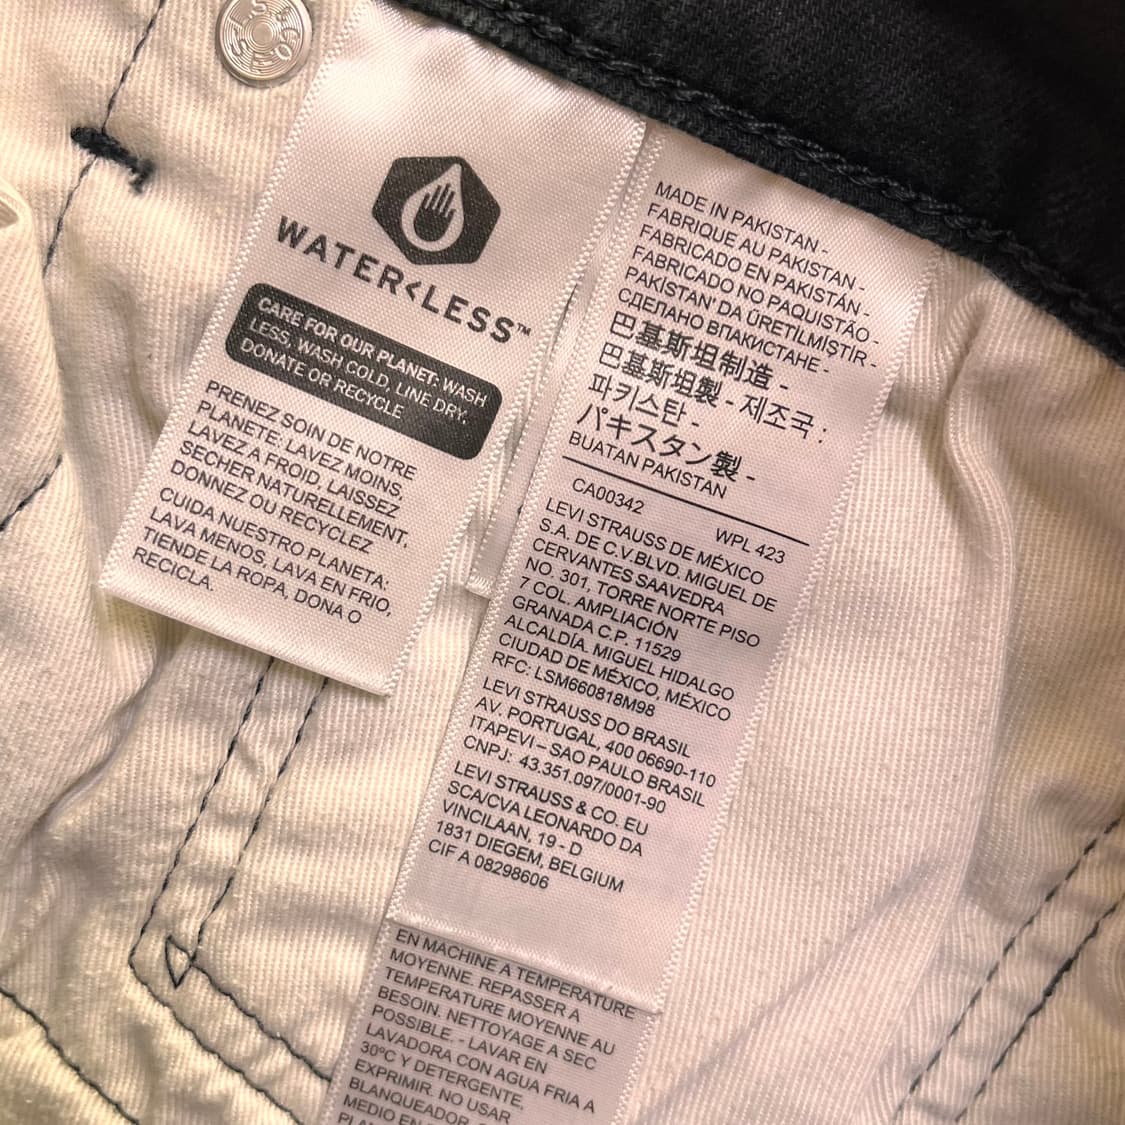 WATER<LESS™
CARE FOR OUR PLANET: WASH
LESS, WASH COLD, LINE DRY,
DONATE OR RECYCLE
PRENEZ SOIN DE NOTRE
PLANETE: LAVEZ MOINS,
LAVEZ A FROID, LAISSEZ
SECHER NATURELLEMENT,
DONNEZ OU RECYCLEZ
CUIDA NUESTRO PLANETA:
LAVA MENOS, LAVA EN FRIO,
TIENDE LA ROPA, DONA O
RECICLA.
MADE IN PAKISTAN -
FABRIQUE AU PAKISTAN -
FABRICADO EN PAKISTÁN -
FABRICADO NO PAQUISTÃO -
PAKİSTAN' DA ÜRETİLMİŞTİR -
СДЕЛАНО ВПАКИСТАНЕ -
巴基斯坦制造 -
巴基斯坦製 - 제조국 :
파키스탄 -
パキスタン製 -
BUATAN PAKISTAN
CA00342 WPL 423
LEVI STRAUSS DE MÉXICO
S.A. DE C.V.BLVD. MIGUEL DE
CERVANTES SAAVEDRA
NO. 301, TORRE NORTE PISO
7 COL. AMPLIACIÓN
GRANADA C.P. 11529
ALCALDÍA. MIGUEL HIDALGO
CIUDAD DE MÉXICO, MÉXICO
RFC: LSM660818M98
LEVI STRAUSS DO BRASIL
AV. PORTUGAL, 400 06690-110
ITAPEVI – SAO PAULO BRASIL
CNPJ: 43.351.097/0001-90
LEVI STRAUSS & CO. EU
SCA/CVA LEONARDO DA
VINCILAAN, 19 - D
1831 DIEGEM, BELGIUM
CIF A 08298606
EN MACHINE A TEMPERATURE
MOYENNE. REPASSER A
TEMPERATURE MOYENNE AU
BESOIN. NETTOYAGE A SEC
POSSIBLE. - LAVAR EN
LAVADORA CON AGUA FRIA A
30ºC Y DETERGENTE,
EXPRIMIR. NO USAR
BLANQUEADOR,
MEDIO EN